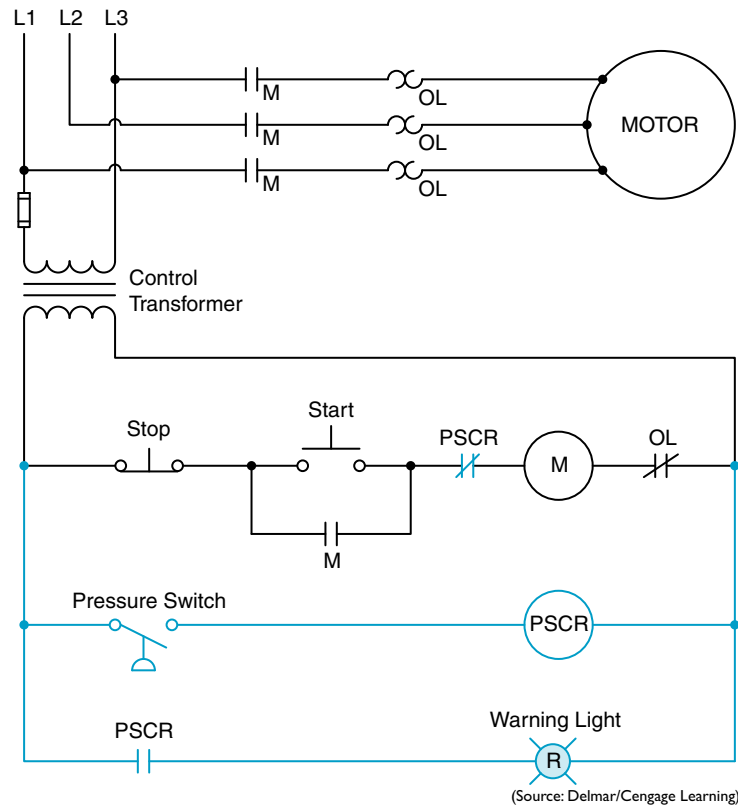 L1 L2 L3
M OL
MOTOR
M OL
M OL
Control
Transformer
Start
Stop
PSCR
OL
M
M
Pressure Switch
PSCR
Warning Light
PSCR
R
(Source: Delmar/Cengage Learning)